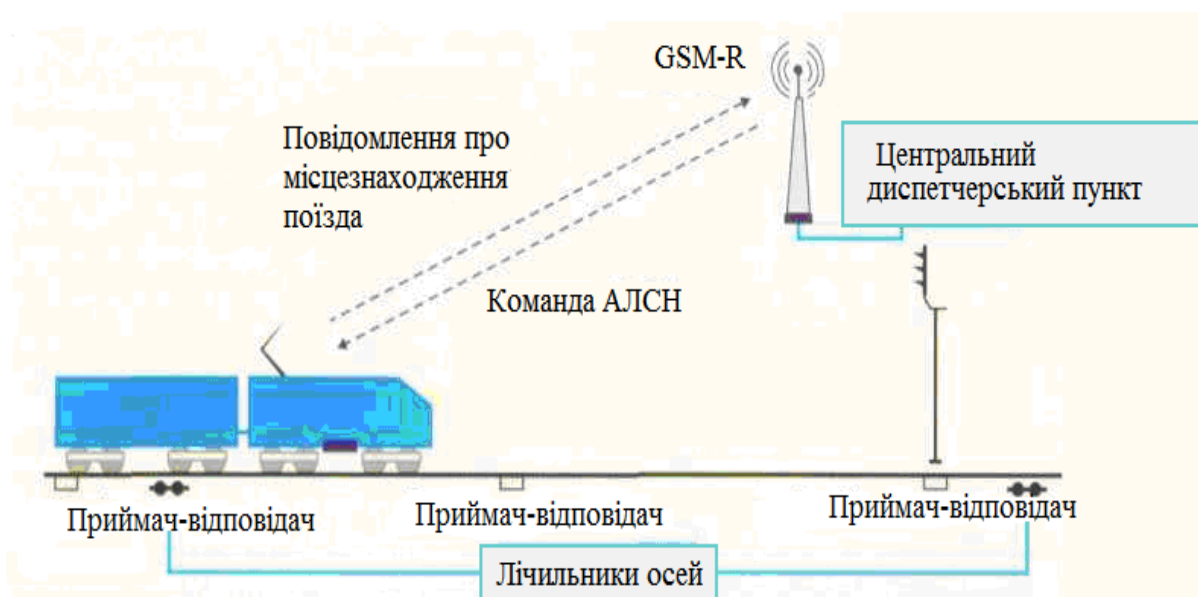 GSM-R
Повідомлення про
місцезнаходження
поїзда
Центральний
диспетчерський пункт
Команда АЛСН
Приймач-відповідач
Приймач-відповідач
Приймач-відповідач
Лічильники осей